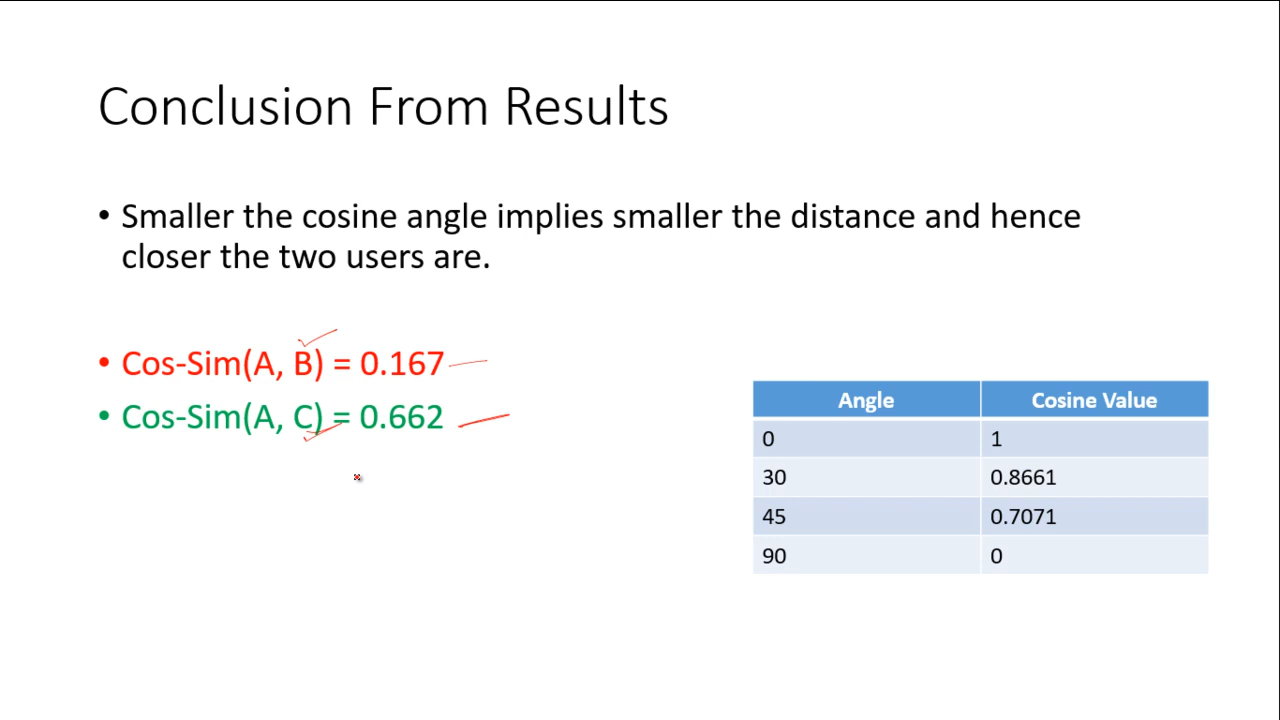 Conclusion From Results
• Smaller the cosine angle implies smaller the distance and hence
closer the two users are.
• Cos-Sim(A, B) = 0.167
• Cos-Sim(A, C) = 0.662
Angle Cosine Value
0 1
30 0.8661
45 0.7071
90 0